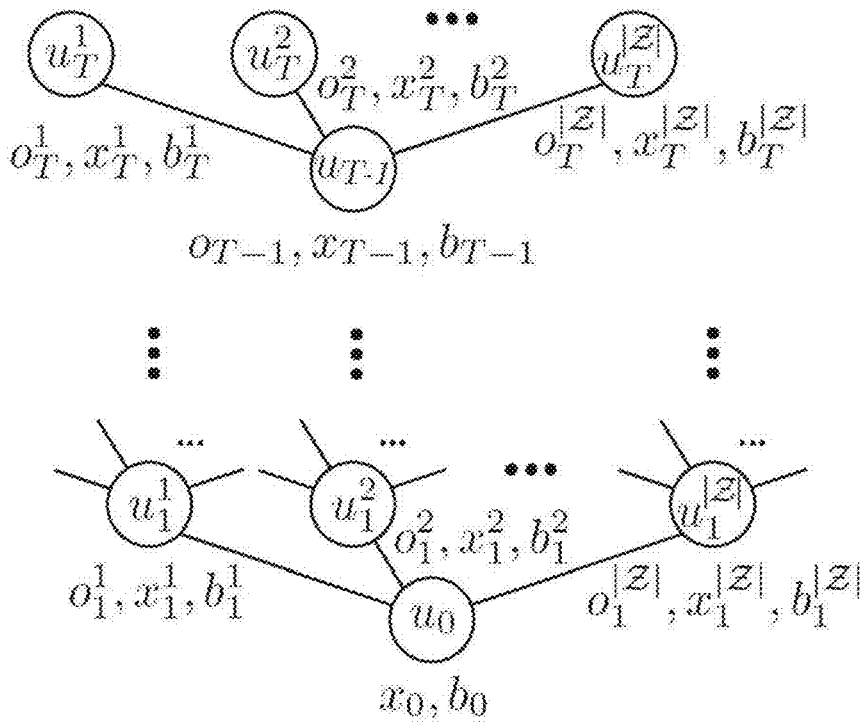 u_T^1 u_T^2 ••• u_T^{|𝒵|}
o_T^2, x_T^2, b_T^2
o_T^1, x_T^1, b_T^1 u_{T-1} o_T^{|𝒵|}, x_T^{|𝒵|}, b_T^{|𝒵|}
o_{T−1}, x_{T−1}, b_{T−1}
... ... ...
u_1^1 u_1^2 ••• u_1^{|𝒵|}
o_1^2, x_1^2, b_1^2
o_1^1, x_1^1, b_1^1 u_0 o_1^{|𝒵|}, x_1^{|𝒵|}, b_1^{|𝒵|}
x_0, b_0